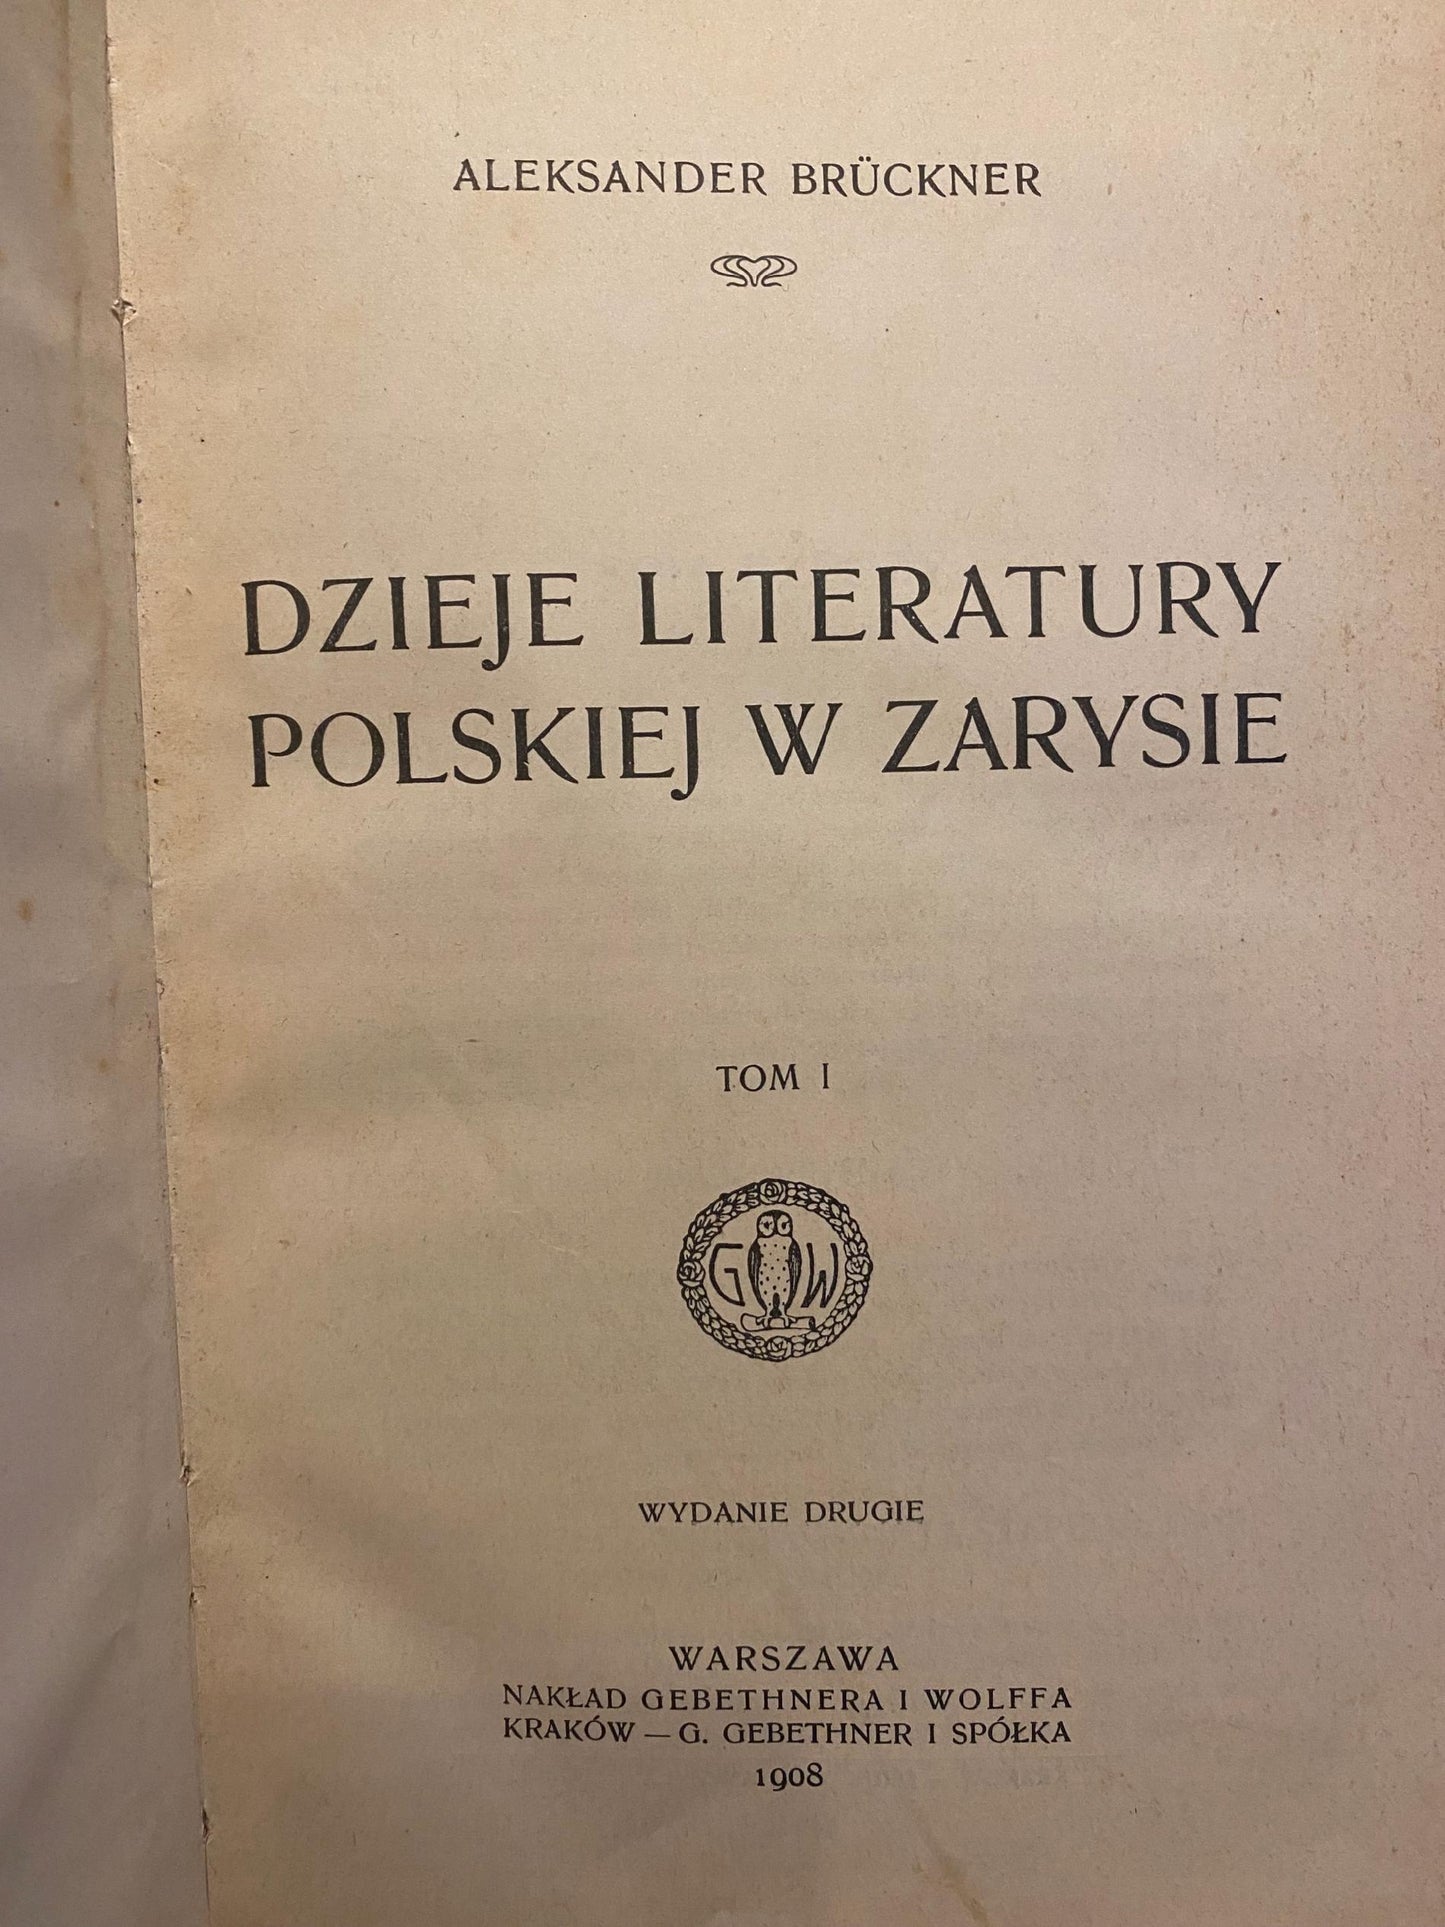 ALEKSANDER BRÜCKNER
DZIEJE LITERATURY
POLSKIEJ W ZARYSIE
TOM I
G W
WYDANIE DRUGIE
WARSZAWA
NAKŁAD GEBETHNERA I WOLFFA
KRAKÓW — G. GEBETHNER I SPÓŁKA
1908